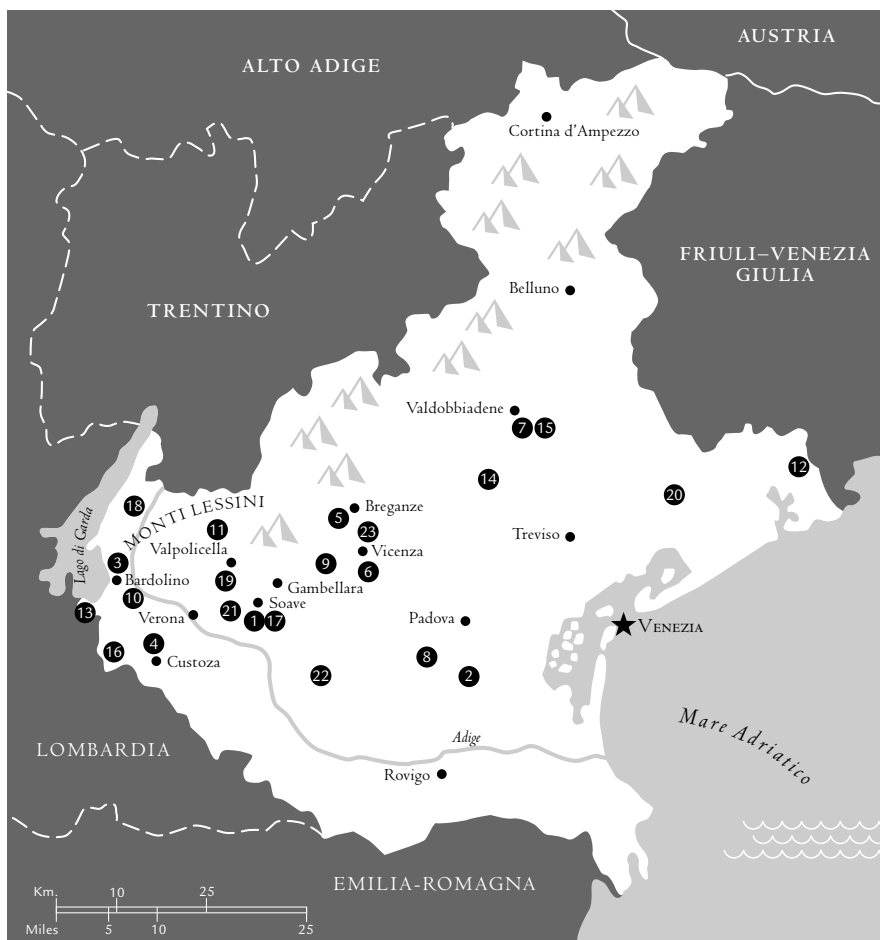 AUSTRIA
ALTO ADIGE
Cortina d’Ampezzo
FRIULI–VENEZIA
GIULIA
Belluno
TRENTINO
Valdobbiadene
7
15
12
14
20
18
MONTI LESSINI
Breganze
5
23
11
Lago di Garda
Treviso
Valpolicella
Vicenza
3
9
6
Bardolino
19
Gambellara
10
Soave
13
21
Verona
1
17
Padova
VENEZIA
4
16
Custoza
8
22
2
Mare Adriatico
LOMBARDIA
Adige
Rovigo
EMILIA-ROMAGNA
Km. 10 25
Miles 5 10 25